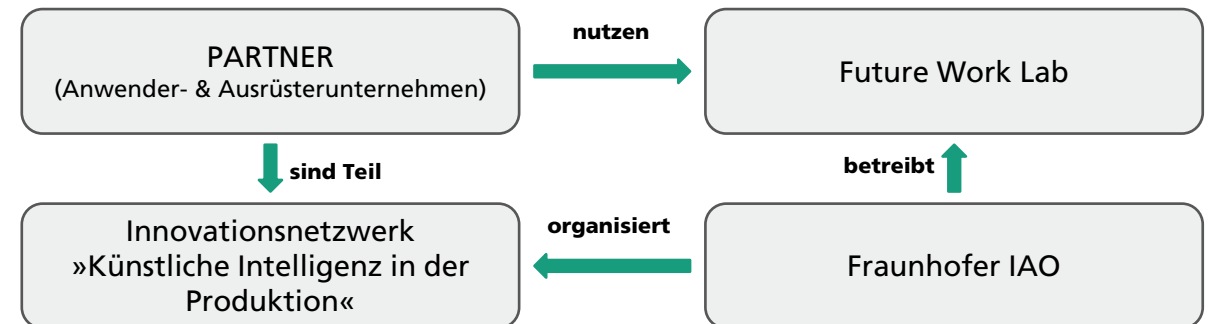 PARTNER
(Anwender- & Ausrüsterunternehmen)
nutzen
Future Work Lab
sind Teil
betreibt
Innovationsnetzwerk
»Künstliche Intelligenz in der
Produktion«
organisiert
Fraunhofer IAO